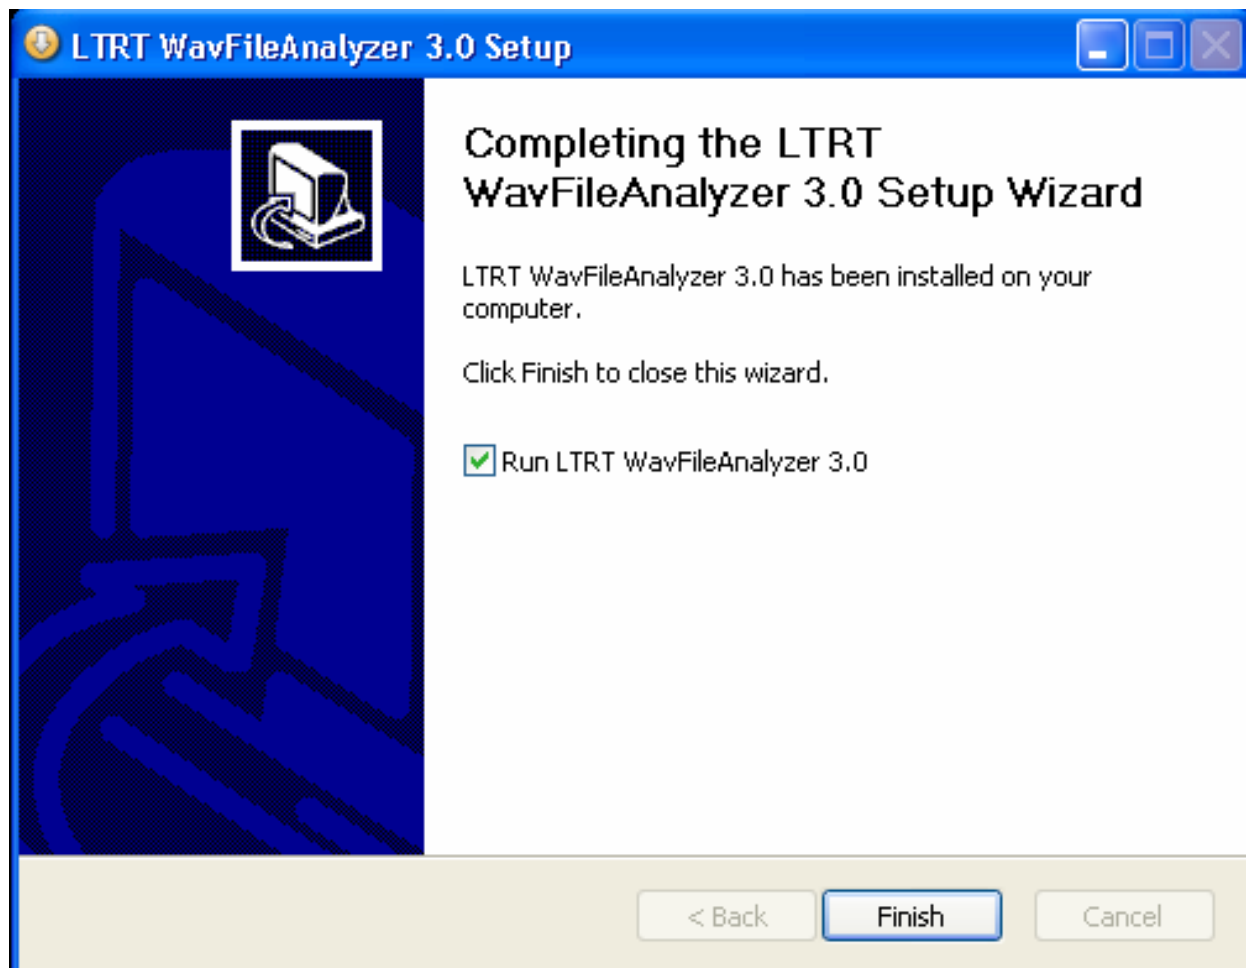 LTRT WavFileAnalyzer 3.0 Setup
Completing the LTRT
WavFileAnalyzer 3.0 Setup Wizard
LTRT WavFileAnalyzer 3.0 has been installed on your
computer.
Click Finish to close this wizard.
Run LTRT WavFileAnalyzer 3.0
< Back
Finish
Cancel